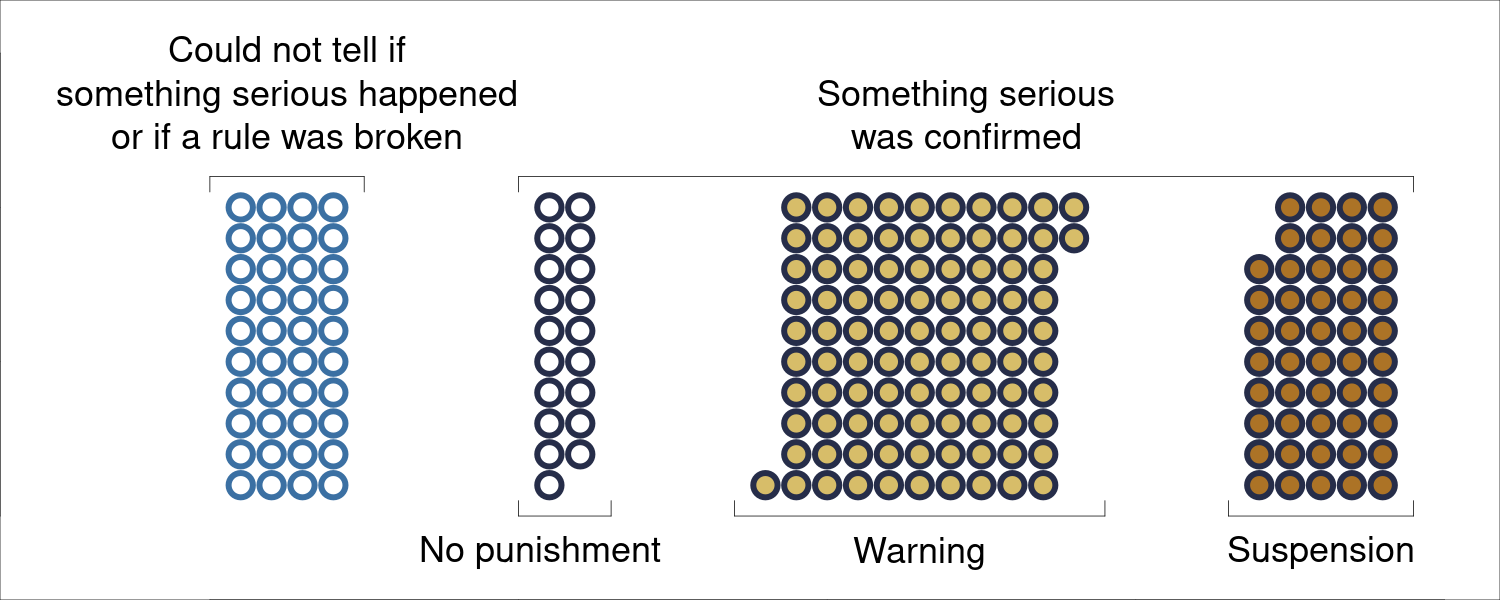 Could not tell if
something serious happened
or if a rule was broken
Something serious
was confirmed
No punishment
Warning
Suspension